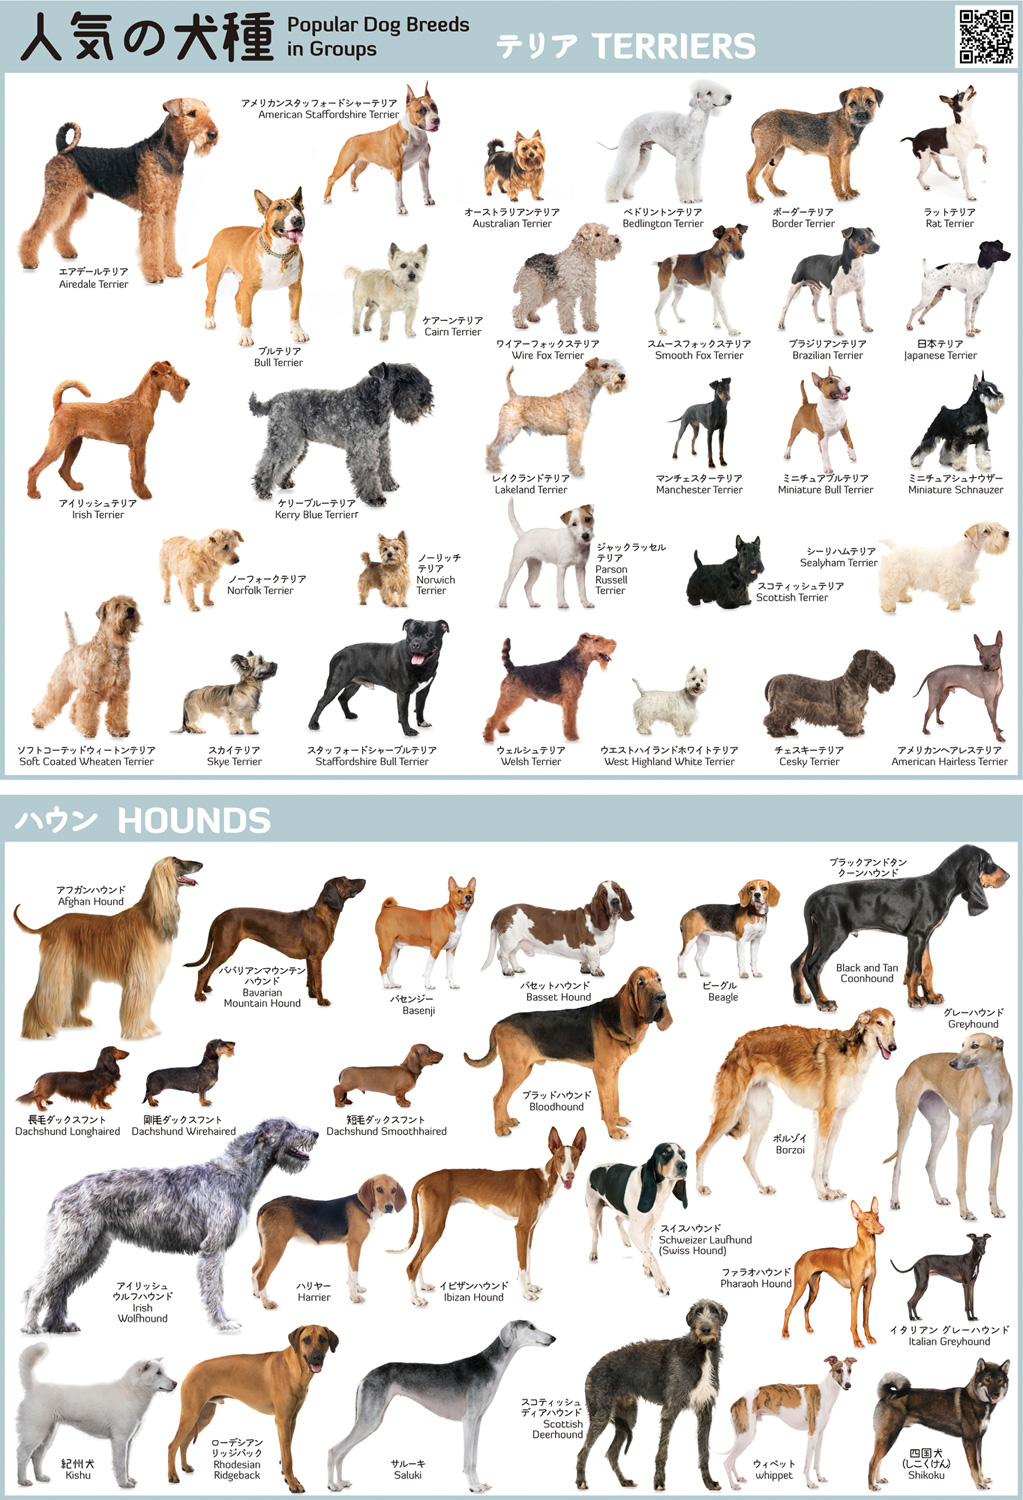 人気の犬種
Popular Dog Breeds
in Groups
テリア TERRIERS
アメリカンスタッフォードシャーテリア
American Staffordshire Terrier
エアデールテリア
Airedale Terrier
オーストラリアンテリア
Australian Terrier
ベドリントンテリア
Bedlington Terrier
ボーダーテリア
Border Terrier
ラットテリア
Rat Terrier
ブルテリア
Bull Terrier
ケアーンテリア
Cairn Terrier
ワイアーフォックステリア
Wire Fox Terrier
スムースフォックステリア
Smooth Fox Terrier
ブラジリアンテリア
Brazilian Terrier
日本テリア
Japanese Terrier
アイリッシュテリア
Irish Terrier
ケリーブルーテリア
Kerry Blue Terrierr
レイクランドテリア
Lakeland Terrier
マンチェスターテリア
Manchester Terrier
ミニチュアブルテリア
Miniature Bull Terrier
ミニチュアシュナウザー
Miniature Schnauzer
ノーフォークテリア
Norfolk Terrier
ノーリッチ
テリア
Norwich
Terrier
ジャックラッセル
テリア
Parson
Russell
Terrier
スコティッシュテリア
Scottish Terrier
シーリハムテリア
Sealyham Terrier
ソフトコーテッドウィートンテリア
Soft Coated Wheaten Terrier
スカイテリア
Skye Terrier
スタッフォードシャーブルテリア
Staffordshire Bull Terrier
ウェルシュテリア
Welsh Terrier
ウエストハイランドホワイトテリア
West Highland White Terrier
チェスキーテリア
Cesky Terrier
アメリカンヘアレステリア
American Hairless Terrier
ハウン HOUNDS
アフガンハウンド
Afghan Hound
ババリアンマウンテン
ハウンド
Bavarian
Mountain Hound
バセンジー
Basenji
バセットハウンド
Basset Hound
ビーグル
Beagle
ブラックアンドタン
クーンハウンド
Black and Tan
Coonhound
長毛ダックスフント
Dachshund Longhaired
剛毛ダックスフント
Dachshund Wirehaired
短毛ダックスフント
Dachshund Smoothhaired
ブラッドハウンド
Bloodhound
ボルゾイ
Borzoi
グレーハウンド
Greyhound
アイリッシュ
ウルフハウンド
Irish
Wolfhound
ハリヤー
Harrier
イビザンハウンド
Ibizan Hound
スイスハウンド
Schweizer Laufhund
(Swiss Hound)
ファラオハウンド
Pharaoh Hound
イタリアン グレーハウンド
Italian Greyhound
紀州犬
Kishu
ローデシアン
リッジバック
Rhodesian
Ridgeback
サルーキ
Saluki
スコティッシュ
ディアハウンド
Scottish
Deerhound
ウィペット
whippet
四国犬
(しこくけん)
Shikoku